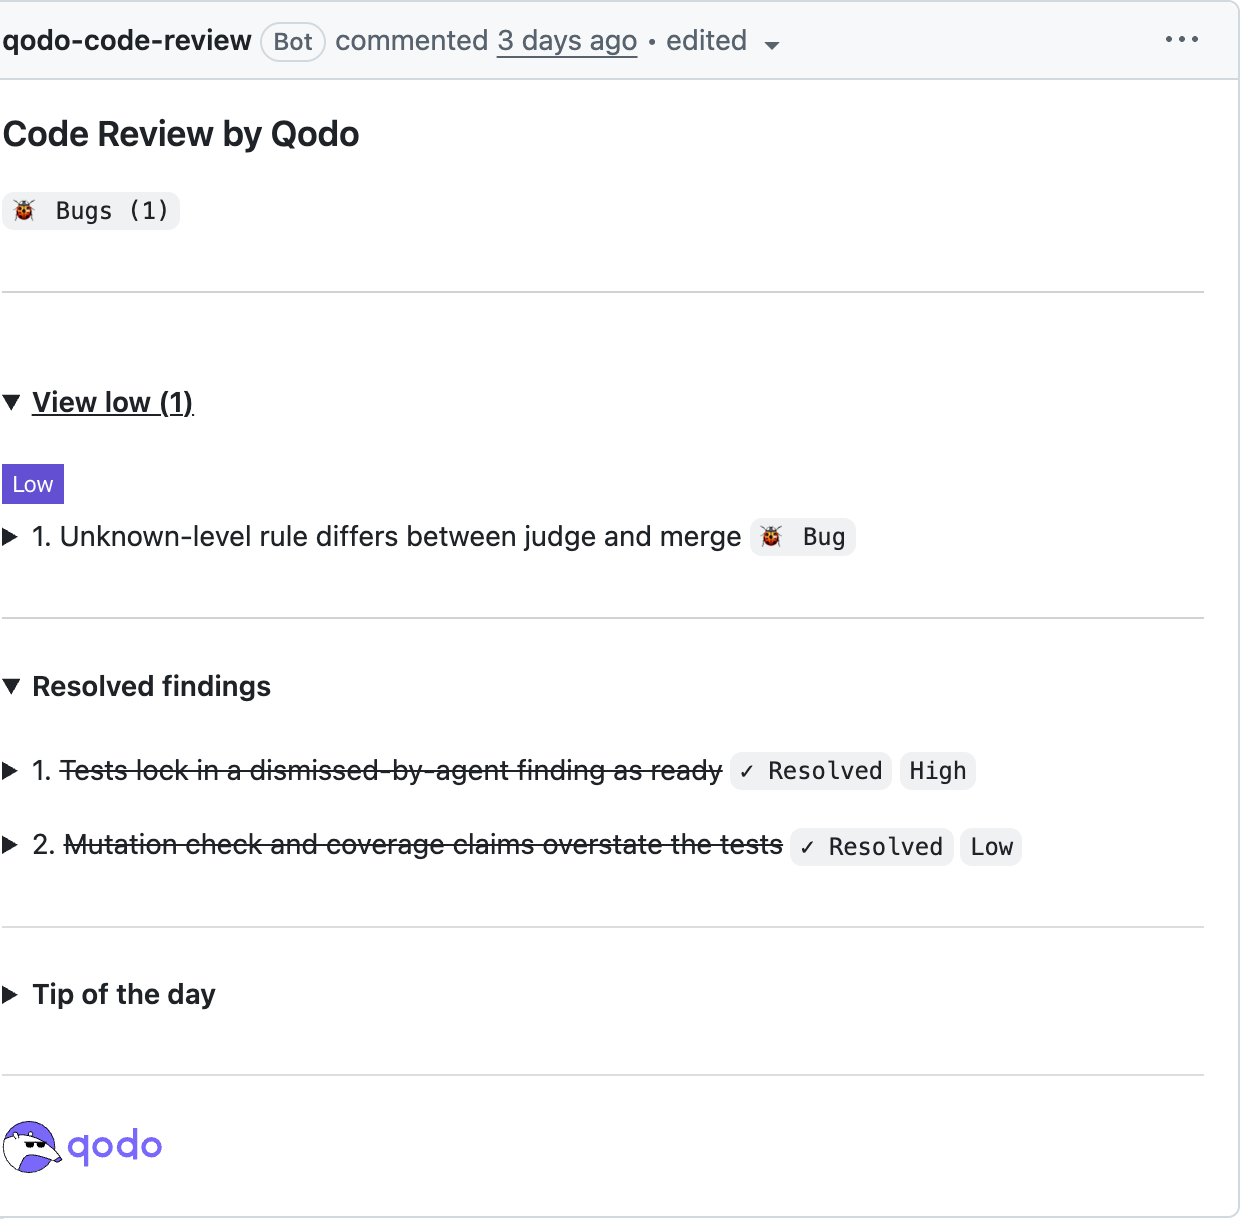 qodo-code-review Bot commented 3 days ago • edited
Code Review by Qodo
🐞 Bugs (1)
View low (1)
Low
1. Unknown-level rule differs between judge and merge 🐞 Bug
Resolved findings
1. Tests lock in a dismissed-by-agent finding as ready ✓ Resolved High
2. Mutation check and coverage claims overstate the tests ✓ Resolved Low
Tip of the day
qodo